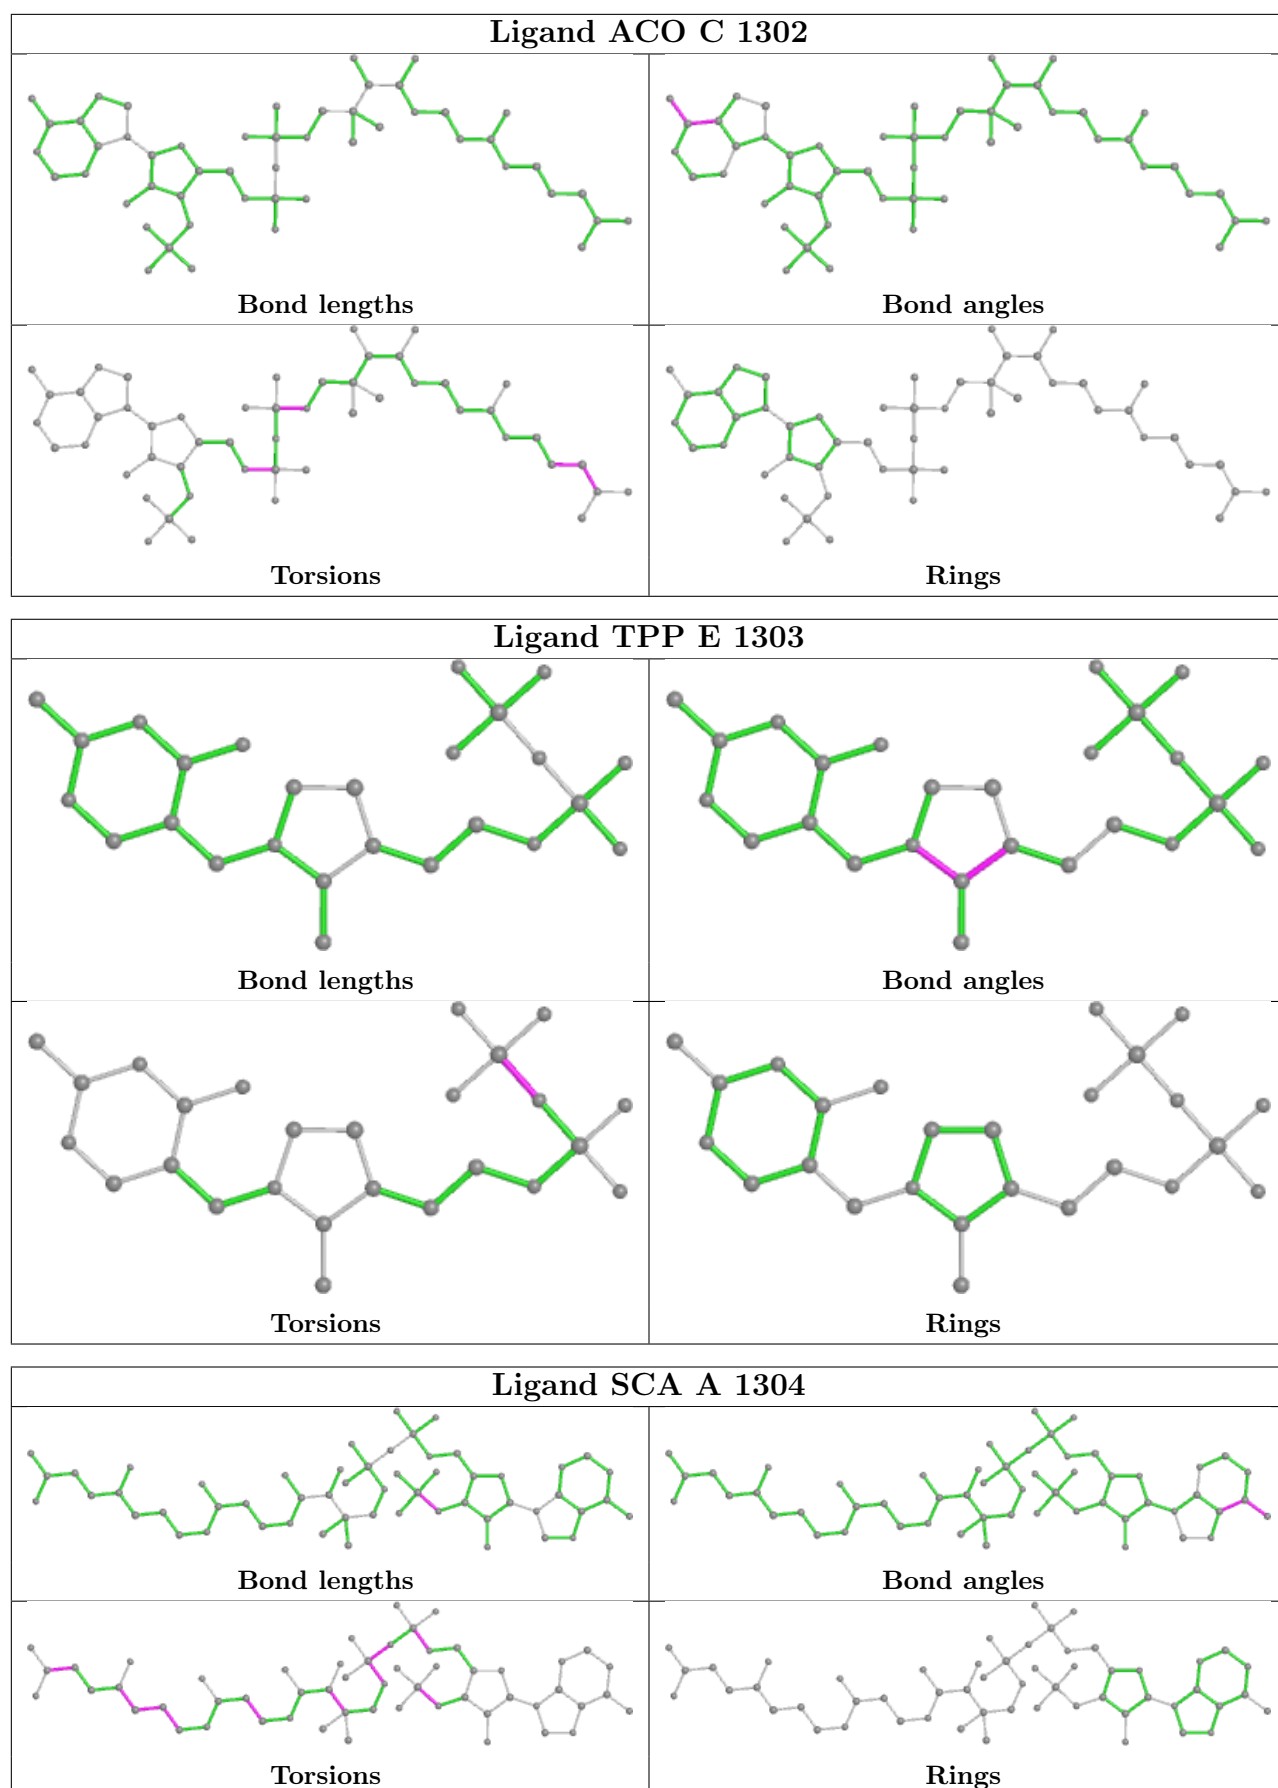 Ligand ACO C 1302
Bond lengths
Bond angles
Torsions
Rings
Ligand TPP E 1303
Bond lengths
Bond angles
Torsions
Rings
Ligand SCA A 1304
Bond lengths
Bond angles
Torsions
Rings